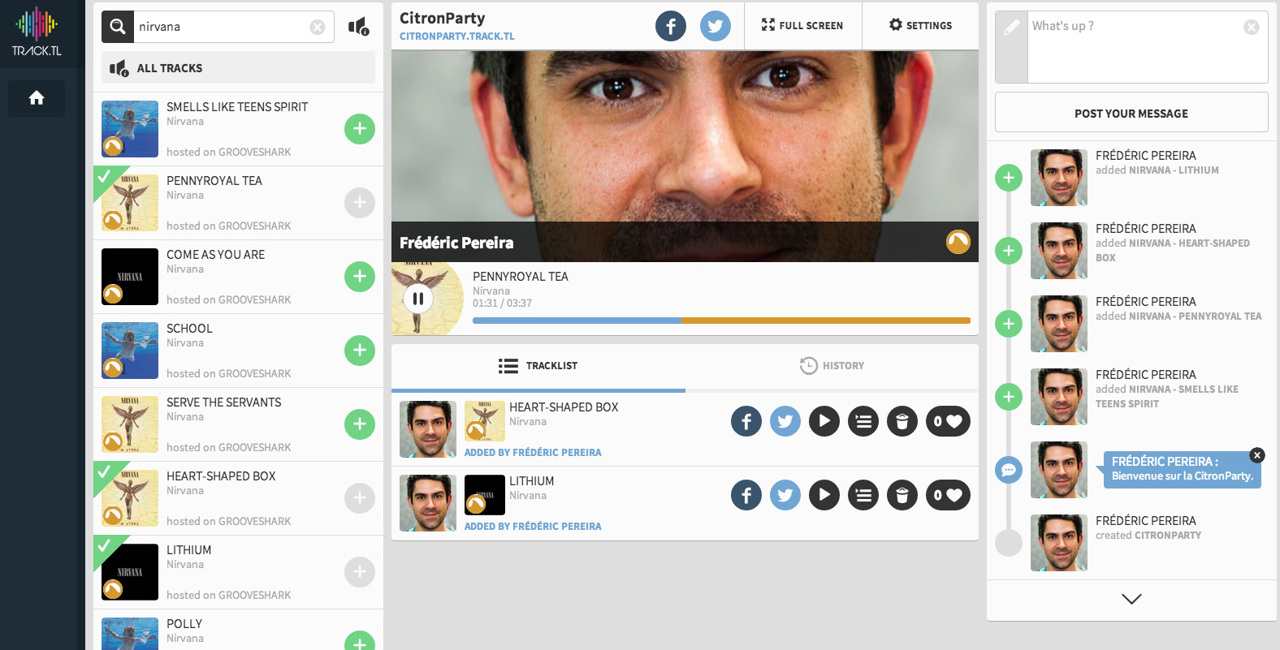 TRACK.TL
nirvana
ALL TRACKS
SMELLS LIKE TEENS SPIRIT
Nirvana
hosted on GROOVESHARK
PENNYROYAL TEA
Nirvana
hosted on GROOVESHARK
COME AS YOU ARE
Nirvana
hosted on GROOVESHARK
SCHOOL
Nirvana
hosted on GROOVESHARK
SERVE THE SERVANTS
Nirvana
hosted on GROOVESHARK
HEART-SHAPED BOX
Nirvana
hosted on GROOVESHARK
LITHIUM
Nirvana
hosted on GROOVESHARK
POLLY
Nirvana
NIRVANA
NIRVANA
CitronParty
CITRONPARTY.TRACK.TL
FULL SCREEN
SETTINGS
Frédéric Pereira
PENNYROYAL TEA
Nirvana
01:31 / 03:37
TRACKLIST
HISTORY
HEART-SHAPED BOX
Nirvana
ADDED BY FRÉDÉRIC PEREIRA
0
LITHIUM
Nirvana
ADDED BY FRÉDÉRIC PEREIRA
0
What's up ?
POST YOUR MESSAGE
FRÉDÉRIC PEREIRA
added NIRVANA - LITHIUM
FRÉDÉRIC PEREIRA
added NIRVANA - HEART-SHAPED
BOX
FRÉDÉRIC PEREIRA
added NIRVANA - PENNYROYAL TEA
FRÉDÉRIC PEREIRA
added NIRVANA - SMELLS LIKE
TEENS SPIRIT
FRÉDÉRIC PEREIRA :
Bienvenue sur la CitronParty.
FRÉDÉRIC PEREIRA
created CITRONPARTY